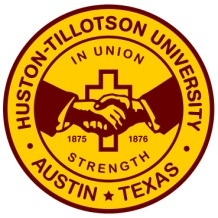 HUSTON-TILLOTSON UNIVERSITY
IN UNION
1875 1876
STRENGTH
AUSTIN ★ TEXAS